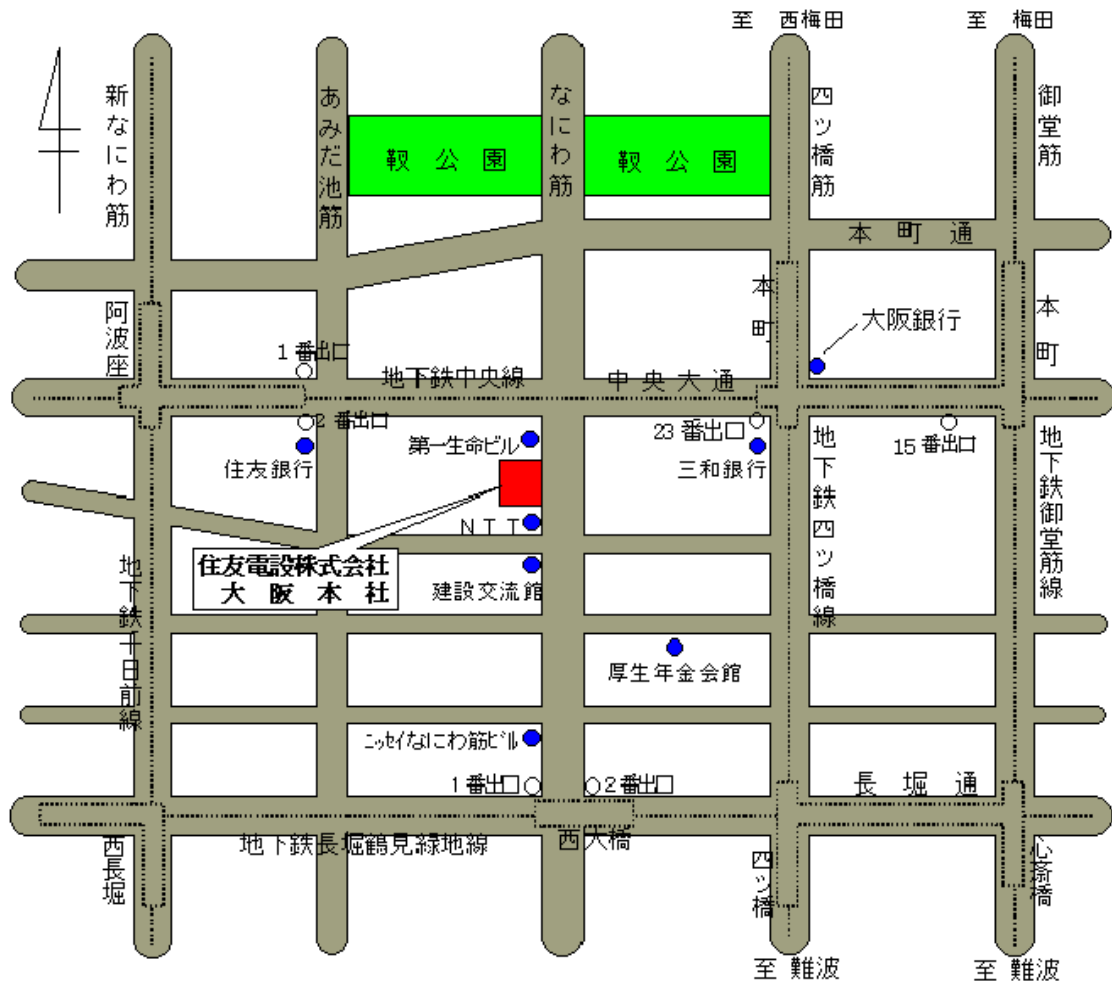 至 西梅田
至 梅田
新なにわ筋
あみだ池筋
なにわ筋
四ツ橋筋
御堂筋
靫 公 園
靫 公 園
本 町 通
阿波座
本町
本町
大阪銀行
1 番出口
地下鉄中央線
中 央 大 通
2 番出口
23 番出口
15 番出口
第一生命ビル
住友銀行
三和銀行
地下鉄四ツ橋線
地下鉄御堂筋線
地下鉄千日前線
ＮＴＴ
住友電設株式会社
大 阪 本 社
建設交流館
厚生年金会館
ﾆｯｾｲなにわ筋ﾋﾞﾙ
1 番出口
2 番出口
長 堀 通
地下鉄長堀鶴見緑地線
西大橋
西長堀
四ツ橋
心斎橋
至 難波
至 難波